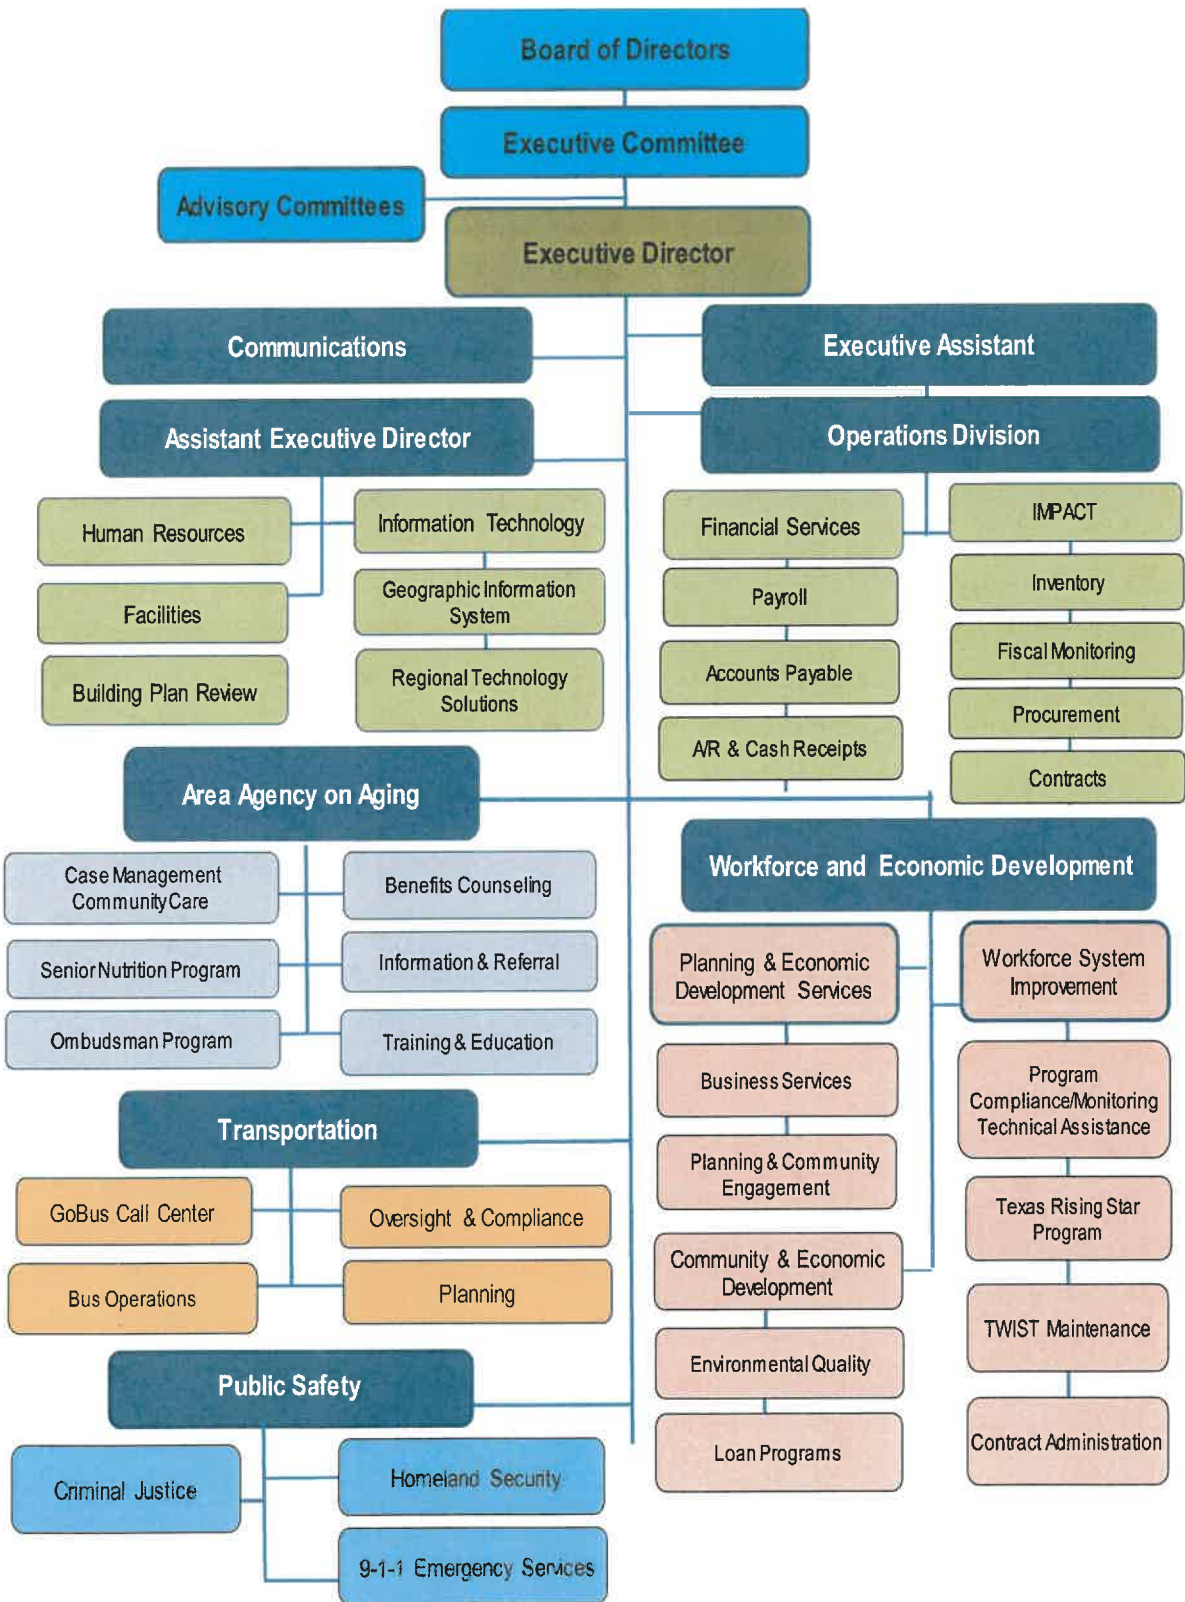 Board of Directors
Executive Committee
Advisory Committees
Executive Director
Communications
Executive Assistant
Assistant Executive Director
Operations Division
Human Resources
Information Technology
Facilities
Geographic Information
System
Building Plan Review
Regional Technology
Solutions
Financial Services
IMPACT
Payroll
Inventory
Accounts Payable
Fiscal Monitoring
A/R & Cash Receipts
Procurement
Contracts
Area Agency on Aging
Case Management
Community Care
Benefits Counseling
Senior Nutrition Program
Information & Referral
Ombudsman Program
Training & Education
Workforce and Economic Development
Planning & Economic
Development Services
Workforce System
Improvement
Business Services
Program
Compliance/Monitoring
Technical Assistance
Planning & Community
Engagement
Texas Rising Star
Program
Community & Economic
Development
TWIST Maintenance
Environmental Quality
Contract Administration
Loan Programs
Transportation
GoBus Call Center
Oversight & Compliance
Bus Operations
Planning
Public Safety
Criminal Justice
Homeland Security
9-1-1 Emergency Services